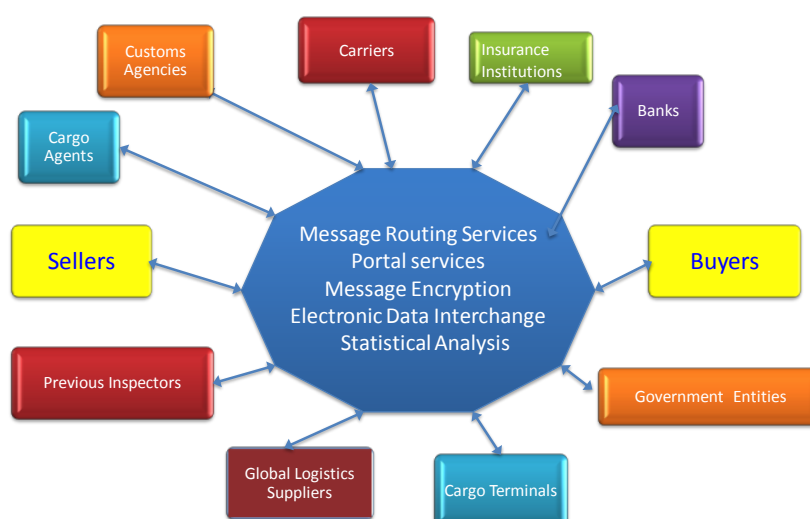 Customs
Agencies
Carriers
Insurance
Institutions
Banks
Cargo
Agents
Sellers
Message Routing Services
Portal services
Message Encryption
Electronic Data Interchange
Statistical Analysis
Buyers
Previous Inspectors
Government Entities
Global Logistics
Suppliers
Cargo Terminals